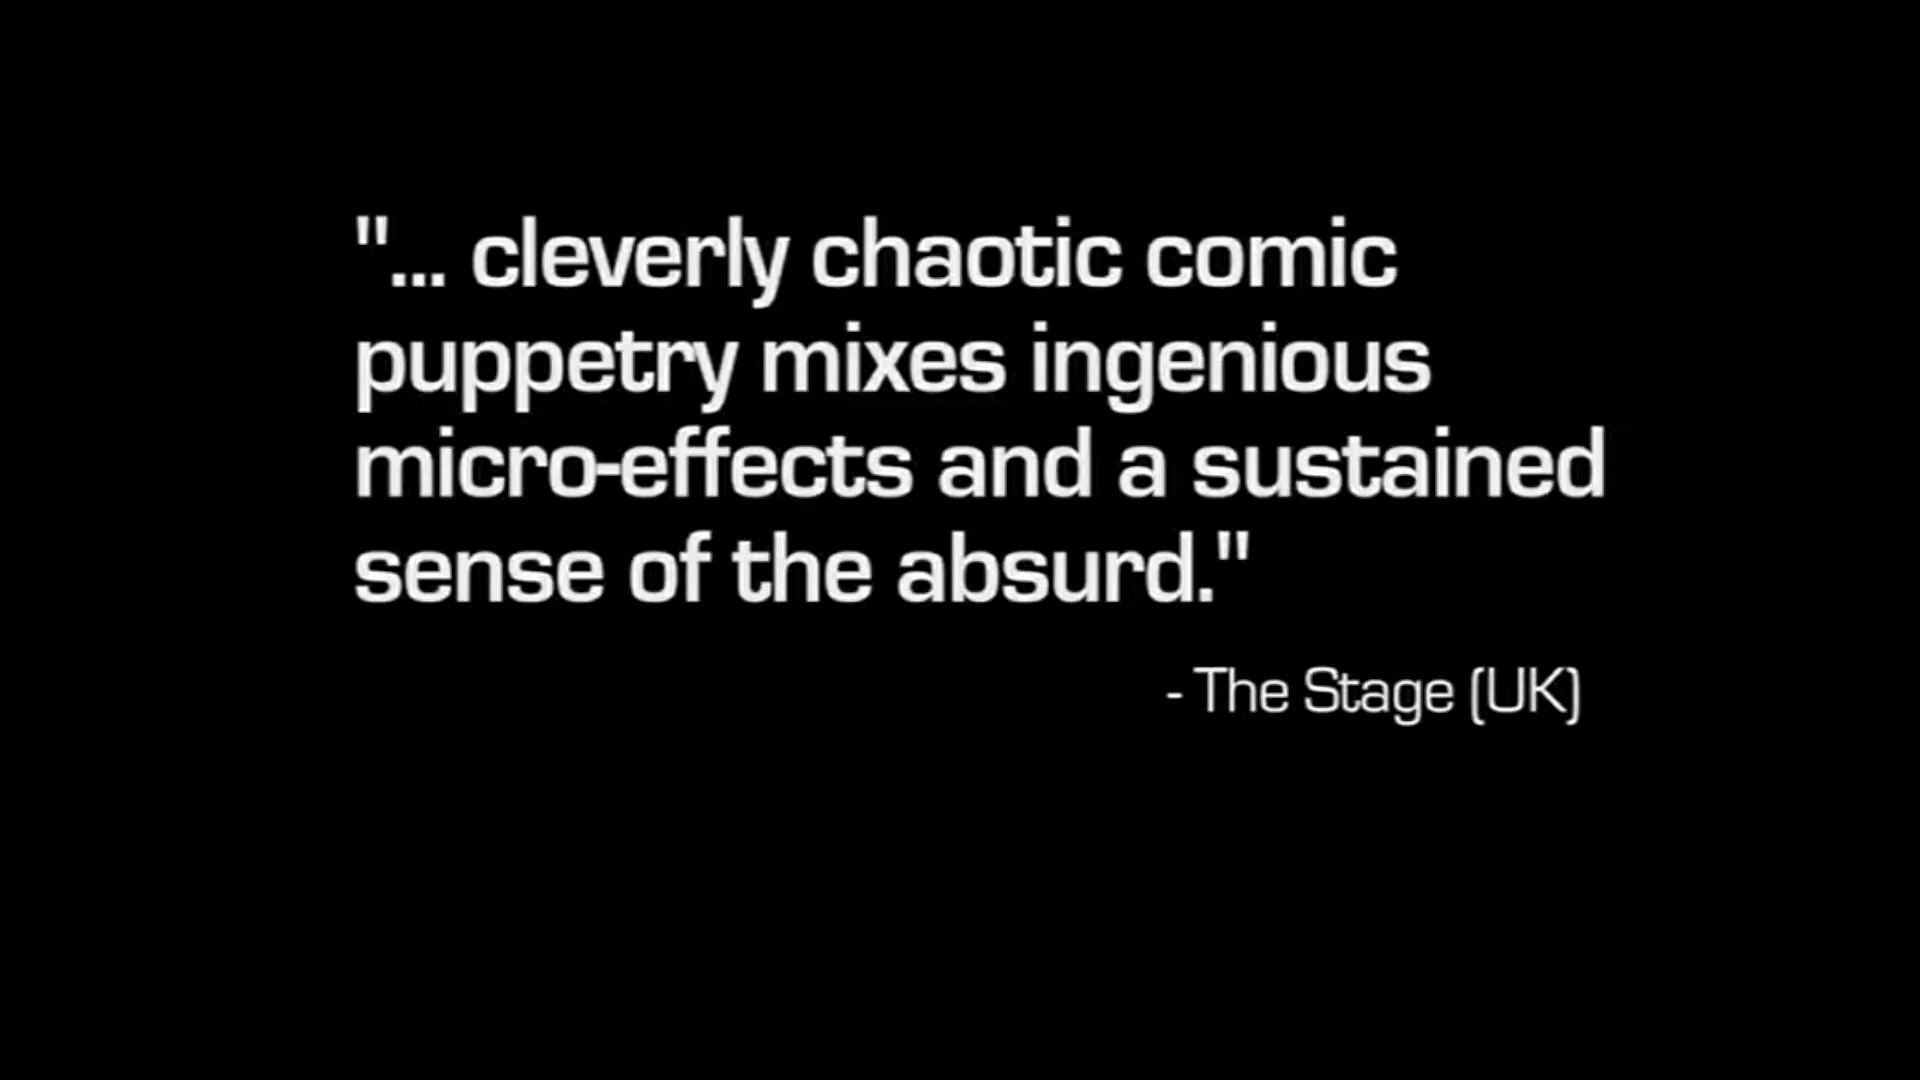 "... cleverly chaotic comic
puppetry mixes ingenious
micro-effects and a sustained
sense of the absurd."
- The Stage (UK)